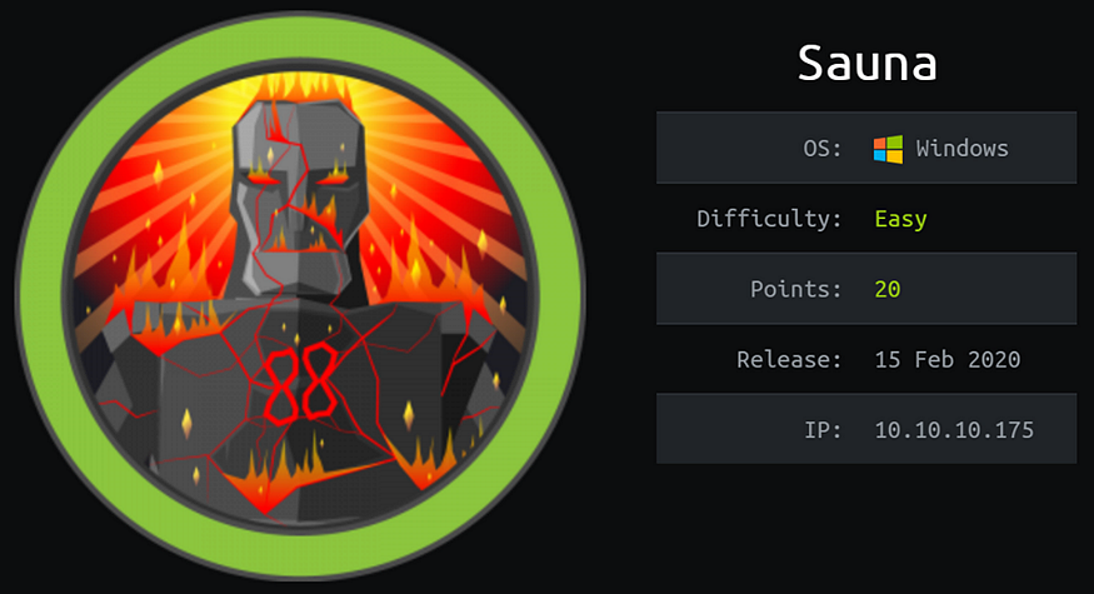 Sauna
OS: Windows
Difficulty: Easy
Points: 20
Release: 15 Feb 2020
IP: 10.10.10.175
88